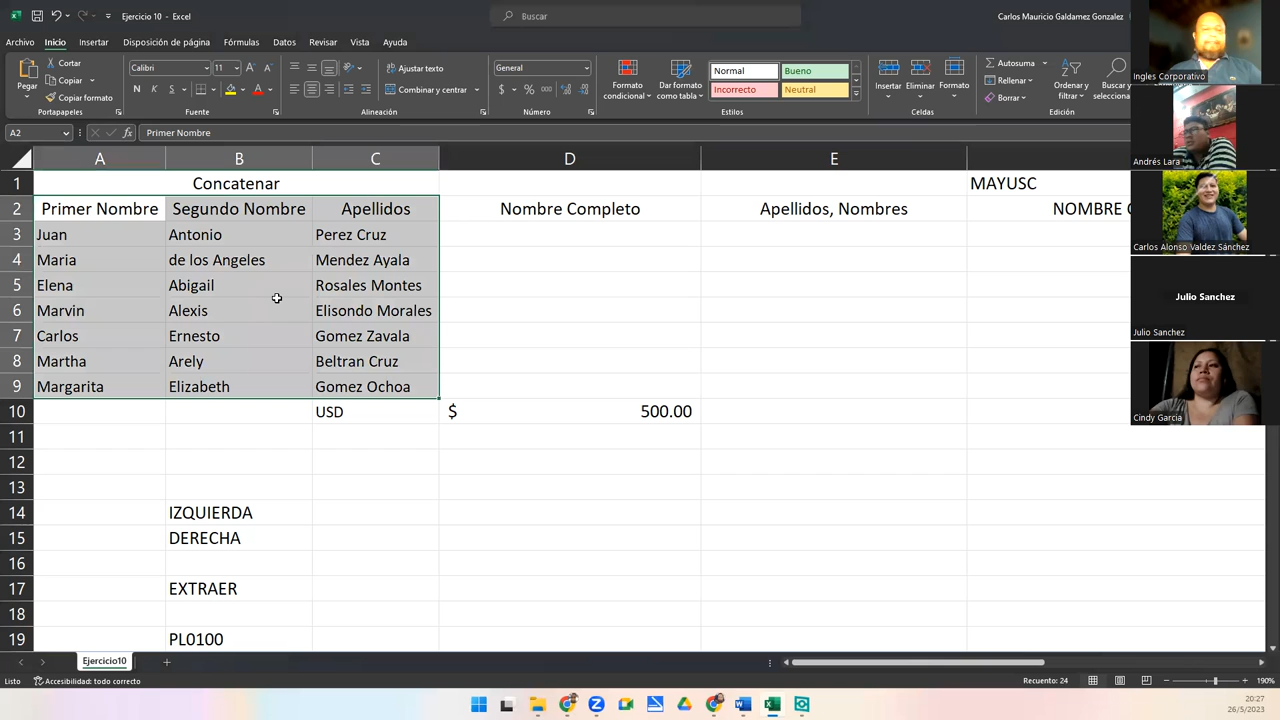 Ejercicio 10 - Excel
Buscar
Carlos Mauricio Galdamez Gonzalez
Archivo Inicio Insertar Disposición de página Fórmulas Datos Revisar Vista Ayuda
Pegar
Cortar
Copiar
Copiar formato
Portapapeles
Calibri 11
N K S
Fuente
Ajustar texto
Combinar y centrar
Alineación
General
$ %
Número
Formato condicional
Dar formato como tabla
Normal Bueno
Incorrecto Neutral
Estilos
Insertar Eliminar Formato
Celdas
Autosuma
Rellenar
Borrar
Ordenar y filtrar
Buscar y selecciona
Edición
A2 fx Primer Nombre
A B C D E
1 Concatenar MAYUSC
2 Primer Nombre Segundo Nombre Apellidos Nombre Completo Apellidos, Nombres NOMBRE
3 Juan Antonio Perez Cruz
4 Maria de los Angeles Mendez Ayala
5 Elena Abigail Rosales Montes
6 Marvin Alexis Elisondo Morales
7 Carlos Ernesto Gomez Zavala
8 Martha Arely Beltran Cruz
9 Margarita Elizabeth Gomez Ochoa
10 USD $ 500.00
11
12
13
14 IZQUIERDA
15 DERECHA
16
17 EXTRAER
18
19 PL0100
Ejercicio10
Listo Accesibilidad: todo correcto Recuento: 24 190%
20:27
26/5/2023
Ingles Corporativo
Andrés Lara
Carlos Alonso Valdez Sánchez
Julio Sanchez
Julio Sanchez
Cindy Garcia